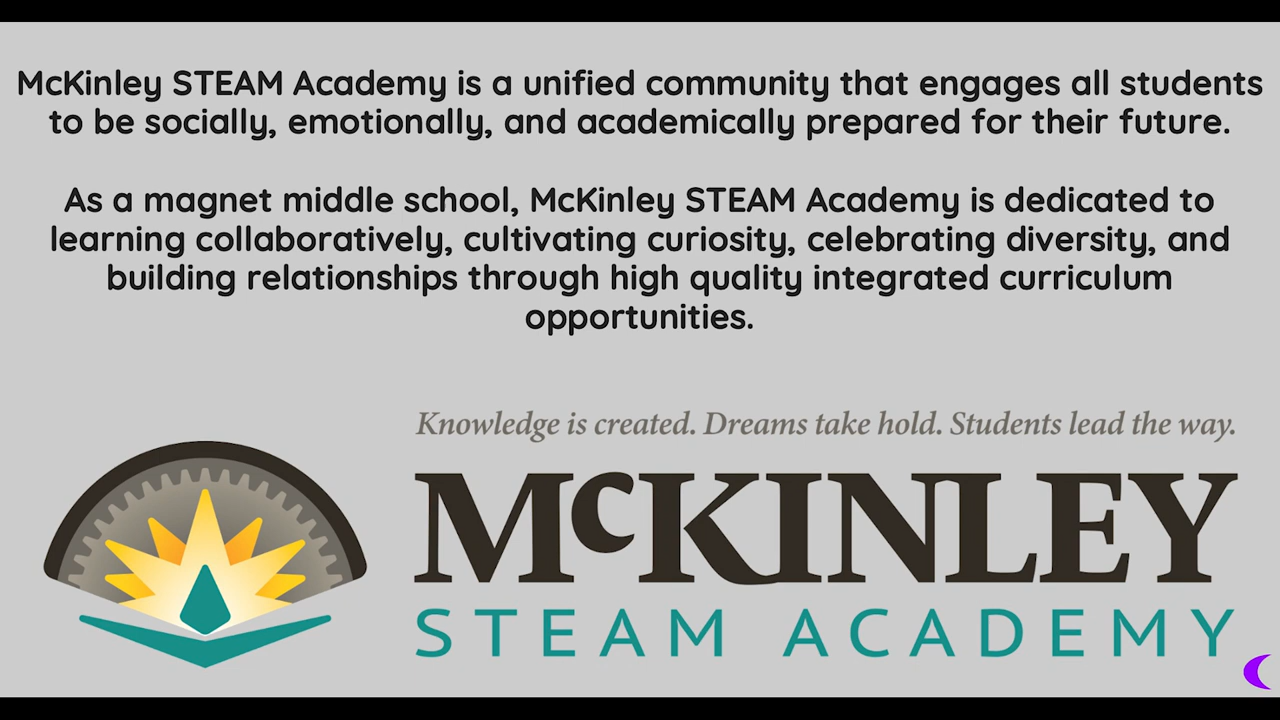 McKinley STEAM Academy is a unified community that engages all students
to be socially, emotionally, and academically prepared for their future.
As a magnet middle school, McKinley STEAM Academy is dedicated to
learning collaboratively, cultivating curiosity, celebrating diversity, and
building relationships through high quality integrated curriculum
opportunities.
Knowledge is created. Dreams take hold. Students lead the way.
McKINLEY
STEAM ACADEMY